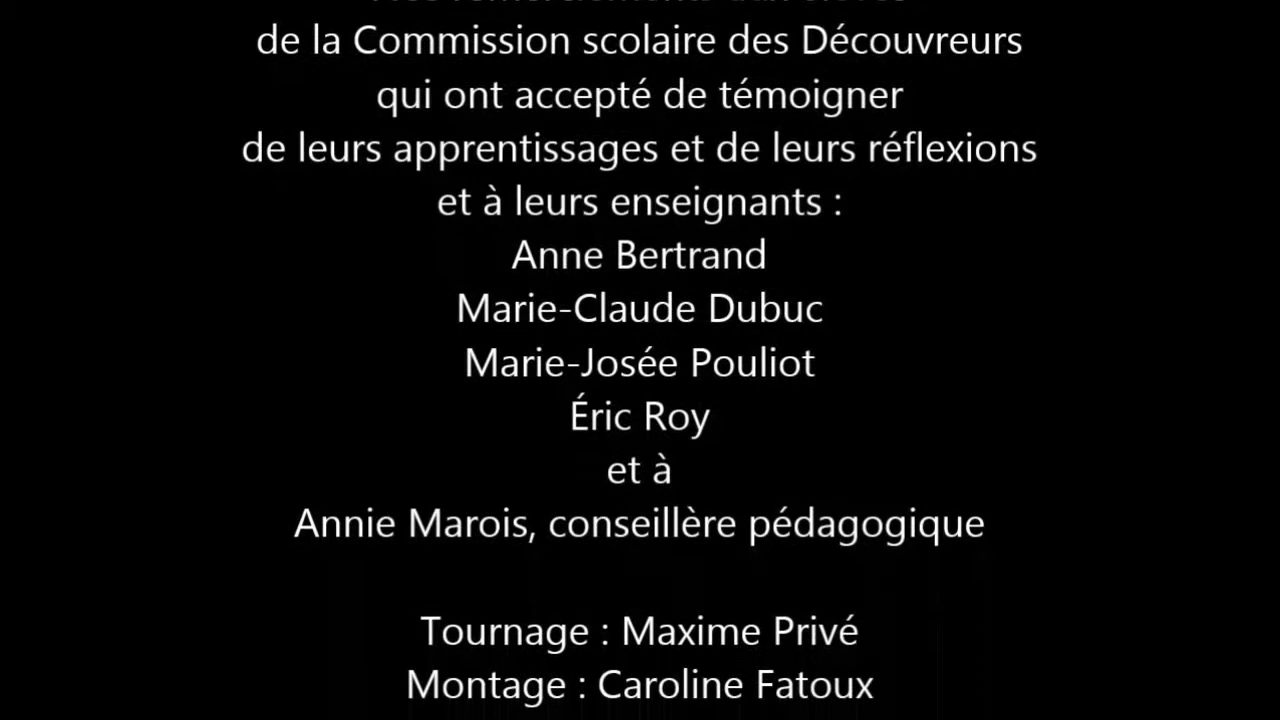 de la Commission scolaire des Découvreurs
qui ont accepté de témoigner
de leurs apprentissages et de leurs réflexions
et à leurs enseignants :
Anne Bertrand
Marie-Claude Dubuc
Marie-Josée Pouliot
Éric Roy
et à
Annie Marois, conseillère pédagogique
Tournage : Maxime Privé
Montage : Caroline Fatoux